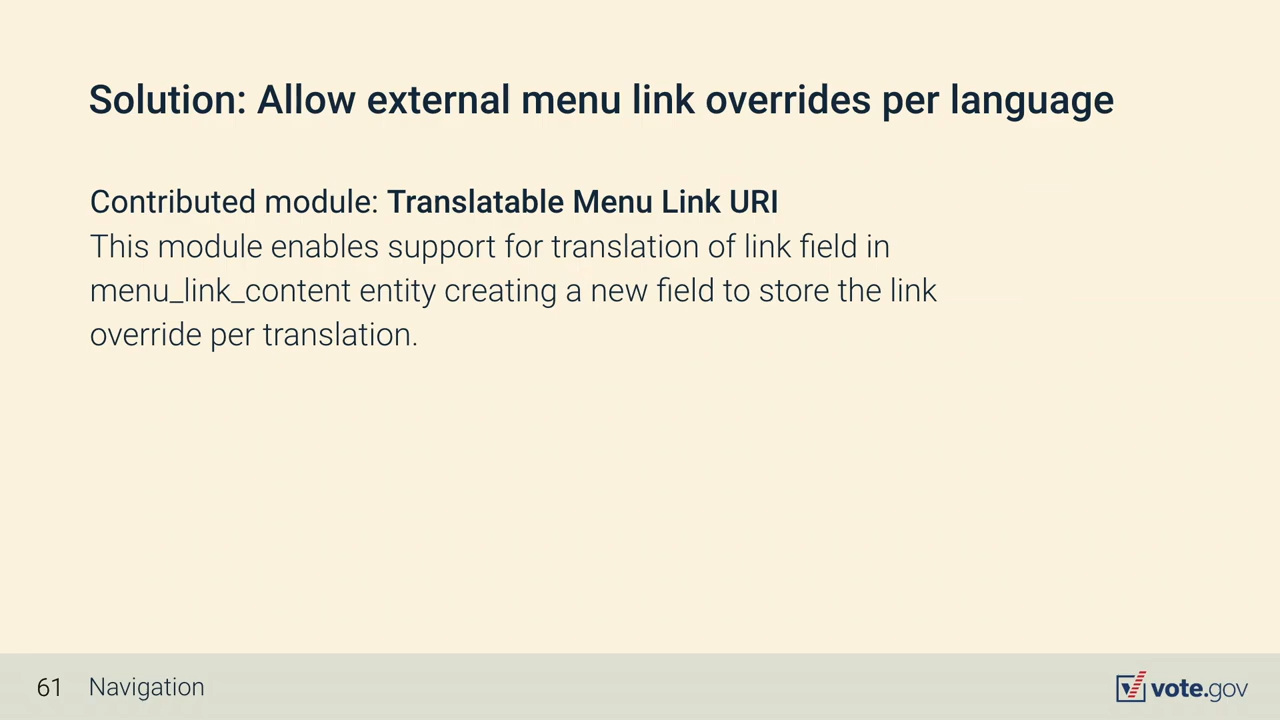 Solution: Allow external menu link overrides per language
Contributed module: Translatable Menu Link URI
This module enables support for translation of link field in
menu_link_content entity creating a new field to store the link
override per translation.
61 Navigation
vote.gov